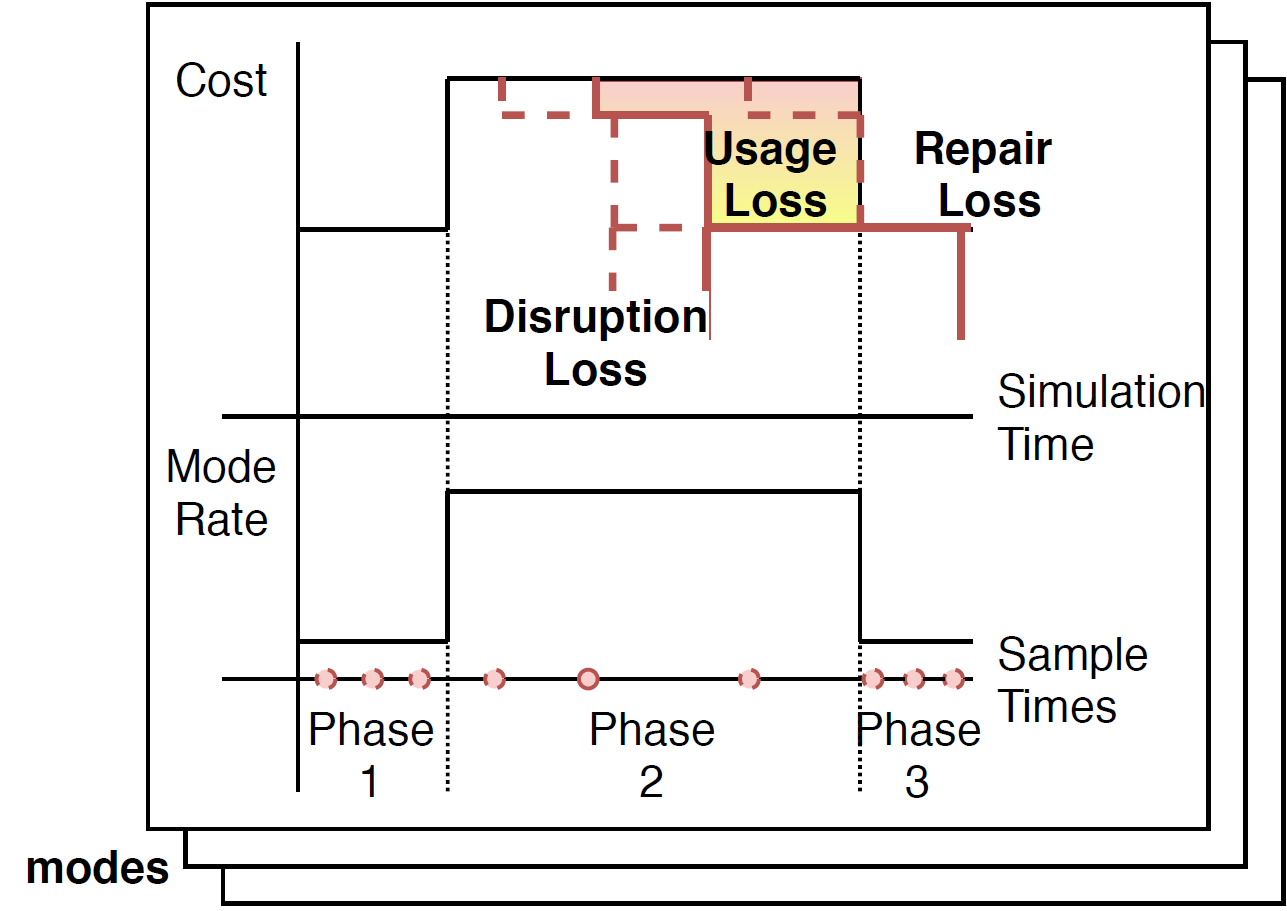 Cost
Usage
Loss
Repair
Loss
Disruption
Loss
Simulation
Time
Mode
Rate
Sample
Times
Phase
1
Phase
2
Phase
3
modes